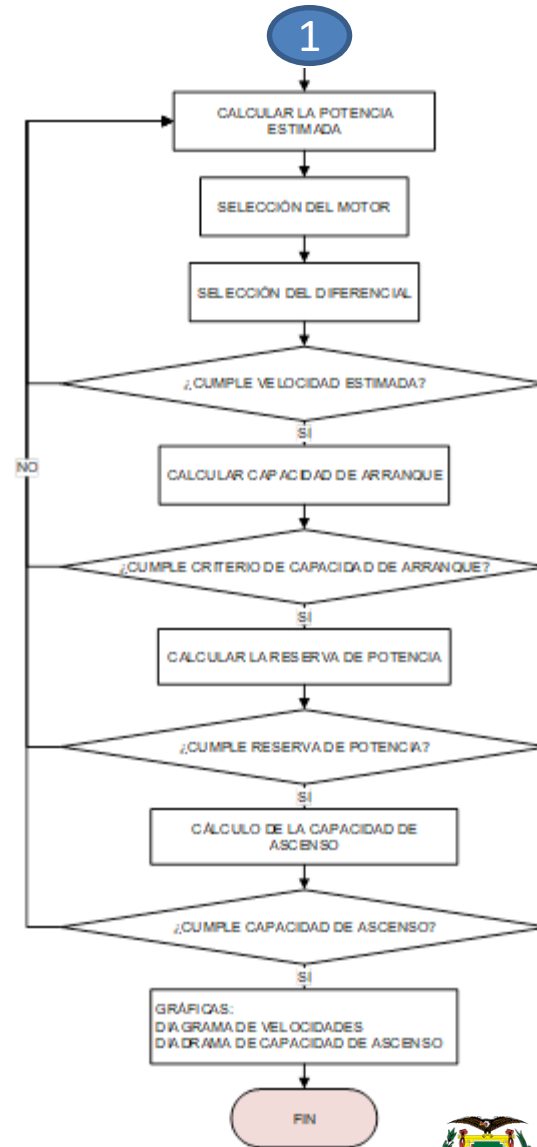 1
CALCULAR LA POTENCIA
ESTIMADA
SELECCIÓN DEL MOTOR
SELECCIÓN DEL DIFERENCIAL
¿CUMPLE VELOCIDAD ESTIMADA?
SI
NO
CALCULAR CAPACIDAD DE ARRANQUE
¿CUMPLE CRITERIO DE CAPACIDAD DE ARRANQUE?
SI
CALCULAR LA RESERVA DE POTENCIA
¿CUMPLE RESERVA DE POTENCIA?
SI
CÁLCULO DE LA CAPACIDAD DE
ASCENSO
¿CUMPLE CAPACIDAD DE ASCENSO?
SI
GRÁFICAS:
DIAGRAMA DE VELOCIDADES
DIADRAMA DE CAPACIDAD DE ASCENSO
FIN